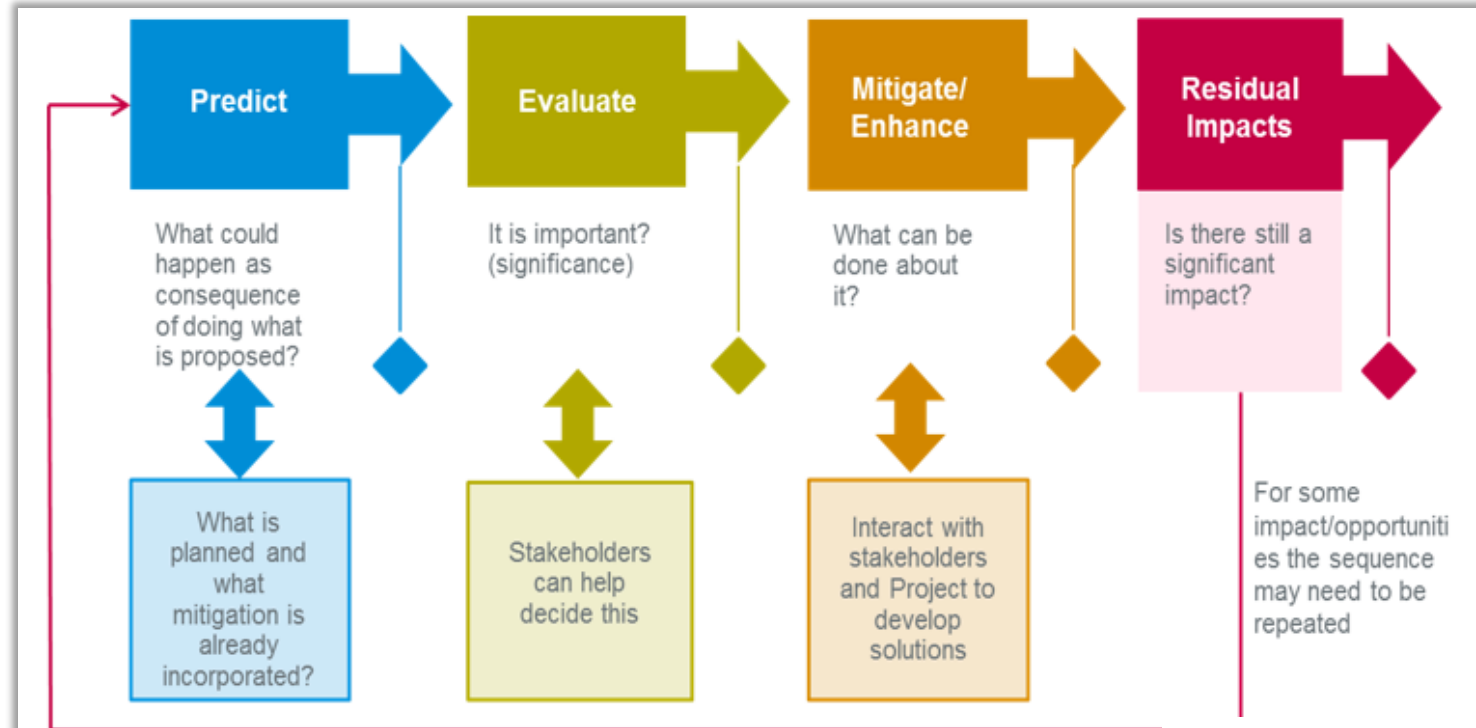 Predict
Evaluate
Mitigate/
Enhance
Residual
Impacts
What could
happen as
consequence
of doing what
is proposed?
It is important?
(significance)
What can be
done about
it?
Is there still a
significant
impact?
What is
planned and
what
mitigation is
already
incorporated?
Stakeholders
can help
decide this
Interact with
stakeholders
and Project to
develop
solutions
For some
impact/opportuniti
es the sequence
may need to be
repeated